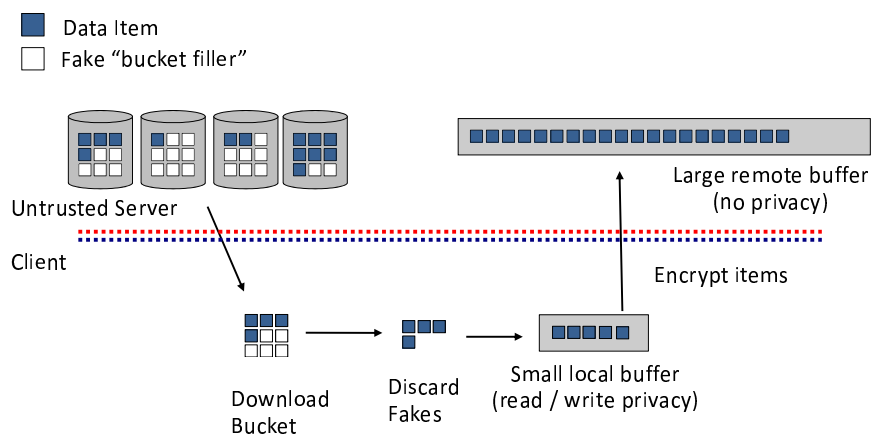 Data Item
Fake “bucket filler”
Large remote buffer
(no privacy)
Untrusted Server
Client
Encrypt items
Download
Bucket
Discard
Fakes
Small local buffer
(read / write privacy)